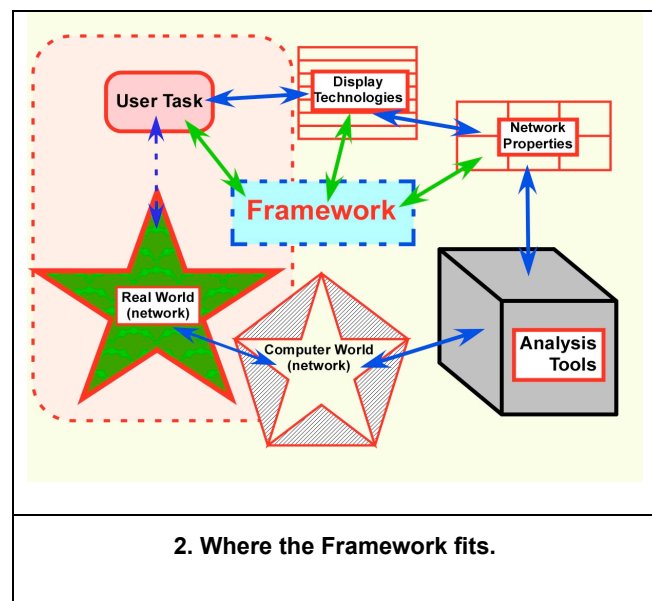 User Task
Display
Technologies
Network
Properties
Framework
Real World
(network)
Computer World
(network)
Analysis
Tools
2. Where the Framework fits.